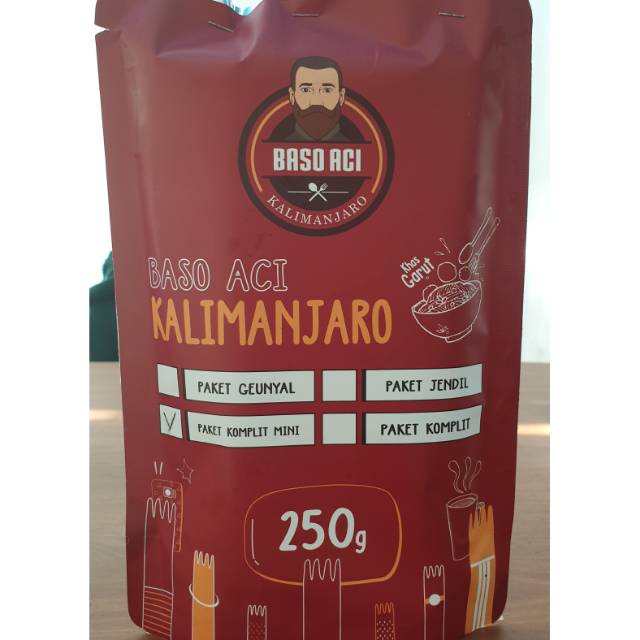 BASO ACI
KALIMANJARO
BASO ACI
KALIMANJARO
Khas
Garut
PAKET GEUNYAL
PAKET JENDIL
PAKET KOMPLIT MINI
PAKET KOMPLIT
250g